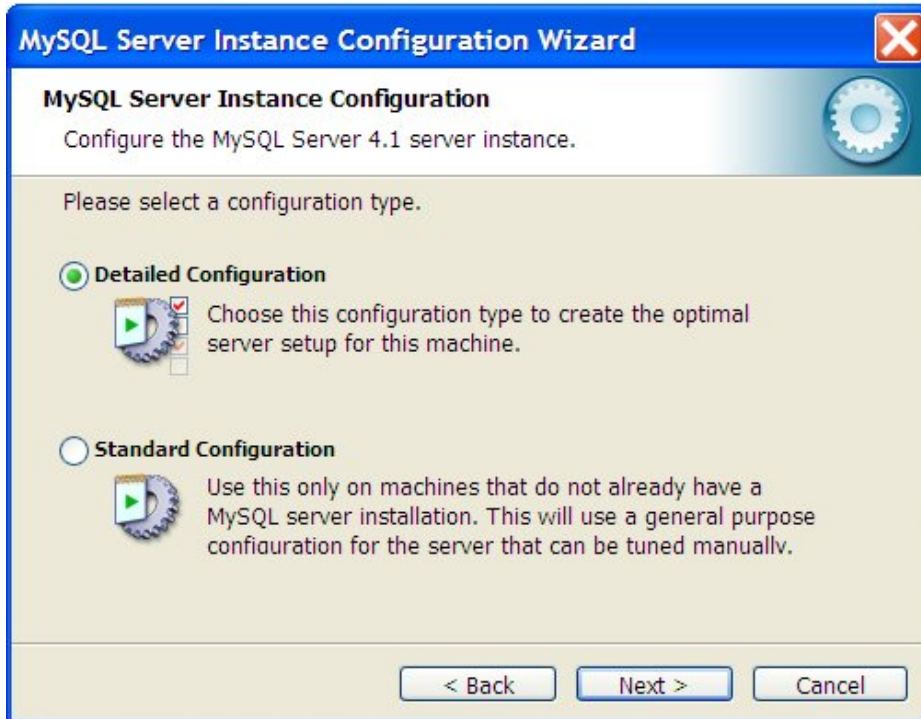 MySQL Server Instance Configuration Wizard
MySQL Server Instance Configuration
Configure the MySQL Server 4.1 server instance.
Please select a configuration type.
Detailed Configuration
Choose this configuration type to create the optimal
server setup for this machine.
Standard Configuration
Use this only on machines that do not already have a
MySQL server installation. This will use a general purpose
configuration for the server that can be tuned manually.
< Back Next > Cancel